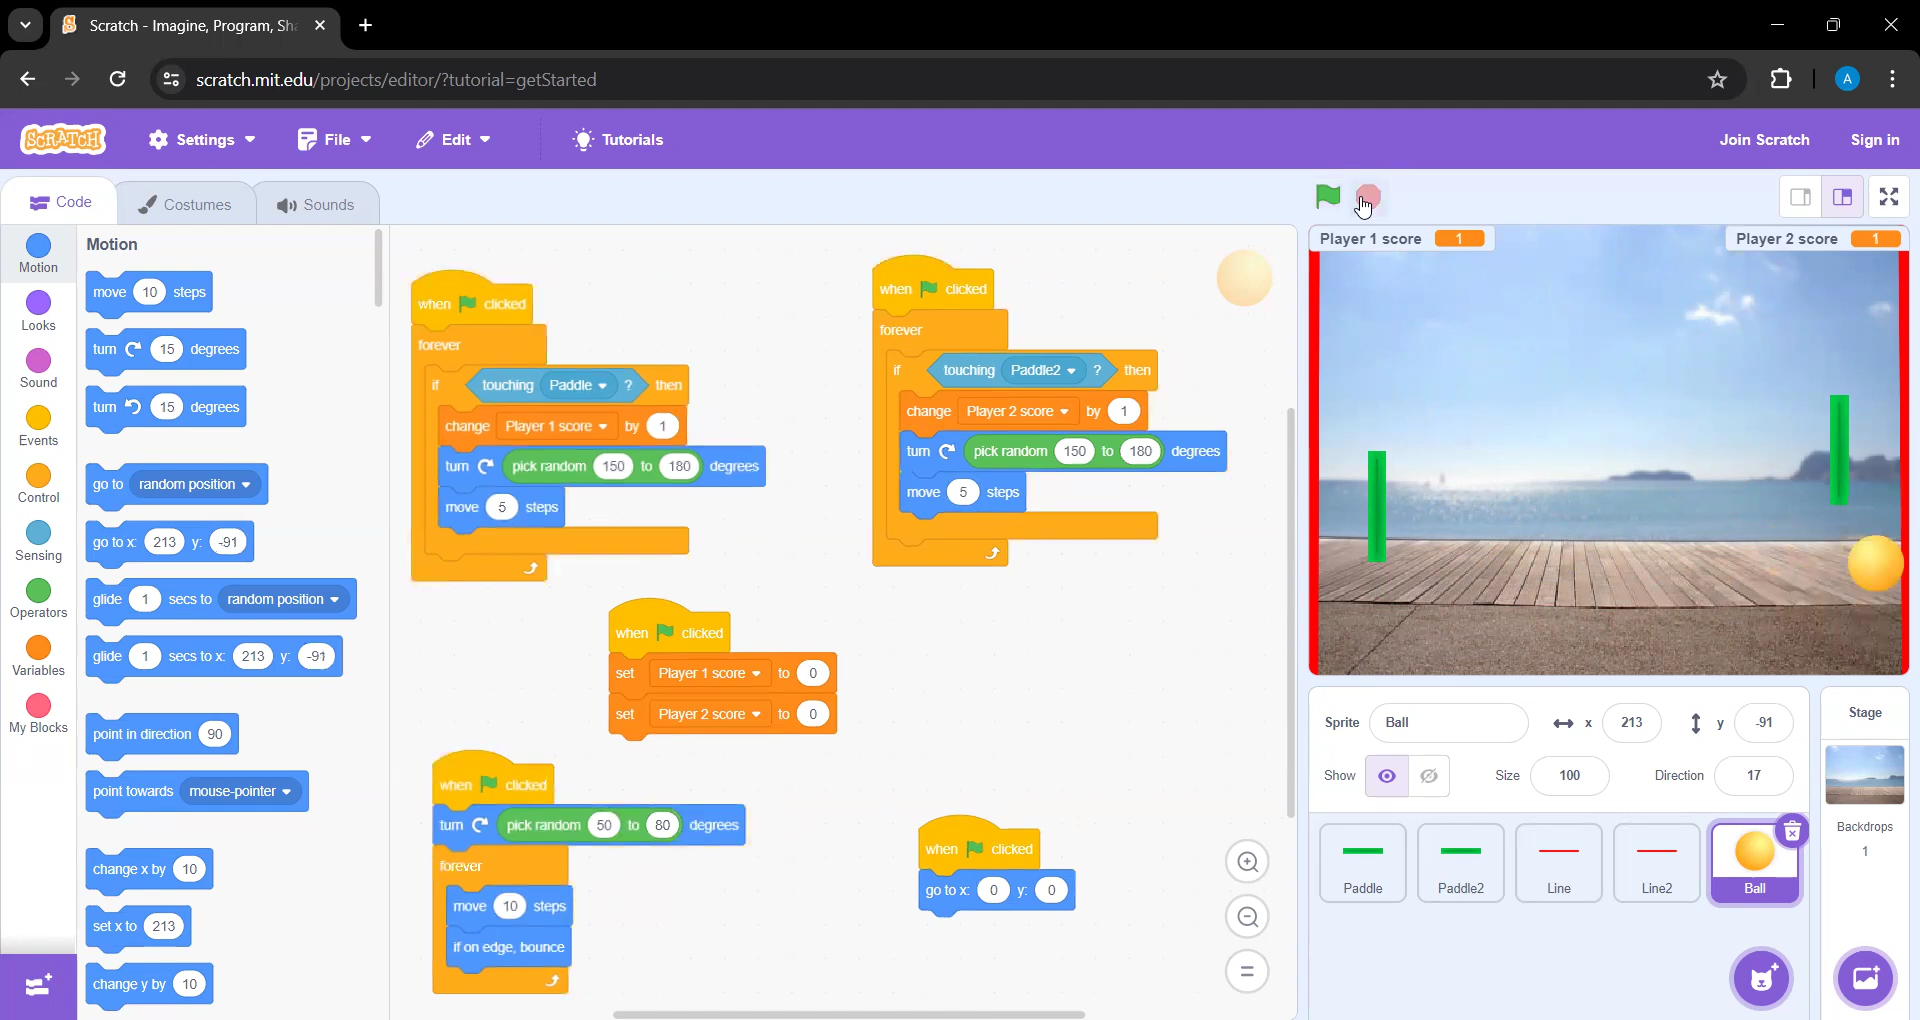 Scratch - Imagine, Program, Sh
scratch.mit.edu/projects/editor/?tutorial=getStarted
A
SCRATCH
Settings
File
Edit
Tutorials
Join Scratch
Sign in
Code
Costumes
Sounds
Motion
Looks
Sound
Events
Control
Sensing
Operators
Variables
My Blocks
Motion
move 10 steps
turn 15 degrees
turn 15 degrees
go to random position
go to x: 213 y: -91
glide 1 secs to random position
glide 1 secs to x: 213 y: -91
point in direction 90
point towards mouse-pointer
change x by 10
set x to 213
change y by 10
when clicked
forever
if touching Paddle ? then
change Player 1 score by 1
turn pick random 150 to 180 degrees
move 5 steps
when clicked
forever
if touching Paddle2 ? then
change Player 2 score by 1
turn pick random 150 to 180 degrees
move 5 steps
when clicked
set Player 1 score to 0
set Player 2 score to 0
when clicked
turn pick random 50 to 80 degrees
forever
move 10 steps
if on edge, bounce
when clicked
go to x: 0 y: 0
Player 1 score 1
Player 2 score 1
Sprite Ball x 213 y -91
Show Size 100 Direction 17
Paddle
Paddle2
Line
Line2
Ball
Stage
Backdrops
1